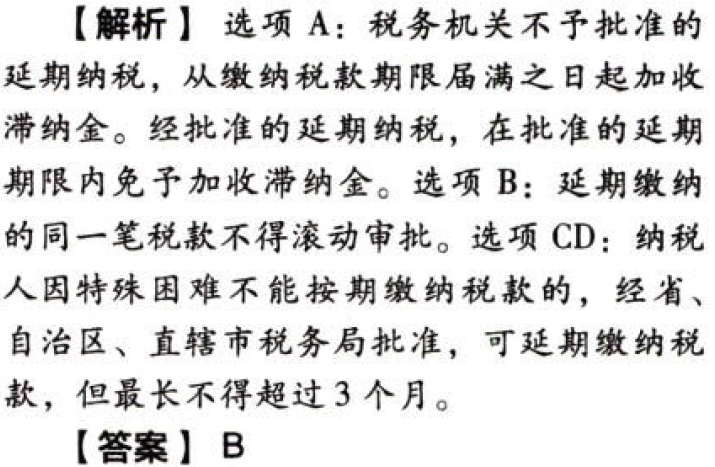 【解析】 选项 A：税务机关不予批准的
延期纳税，从缴纳税款期限届满之日起加收
滞纳金。经批准的延期纳税，在批准的延期
期限内免予加收滞纳金。选项 B：延期缴纳
的同一笔税款不得滚动审批。选项 CD：纳税
人因特殊困难不能按期缴纳税款的，经省、
自治区、直辖市税务局批准，可延期缴纳税
款，但最长不得超过 3 个月。
【答案】 B